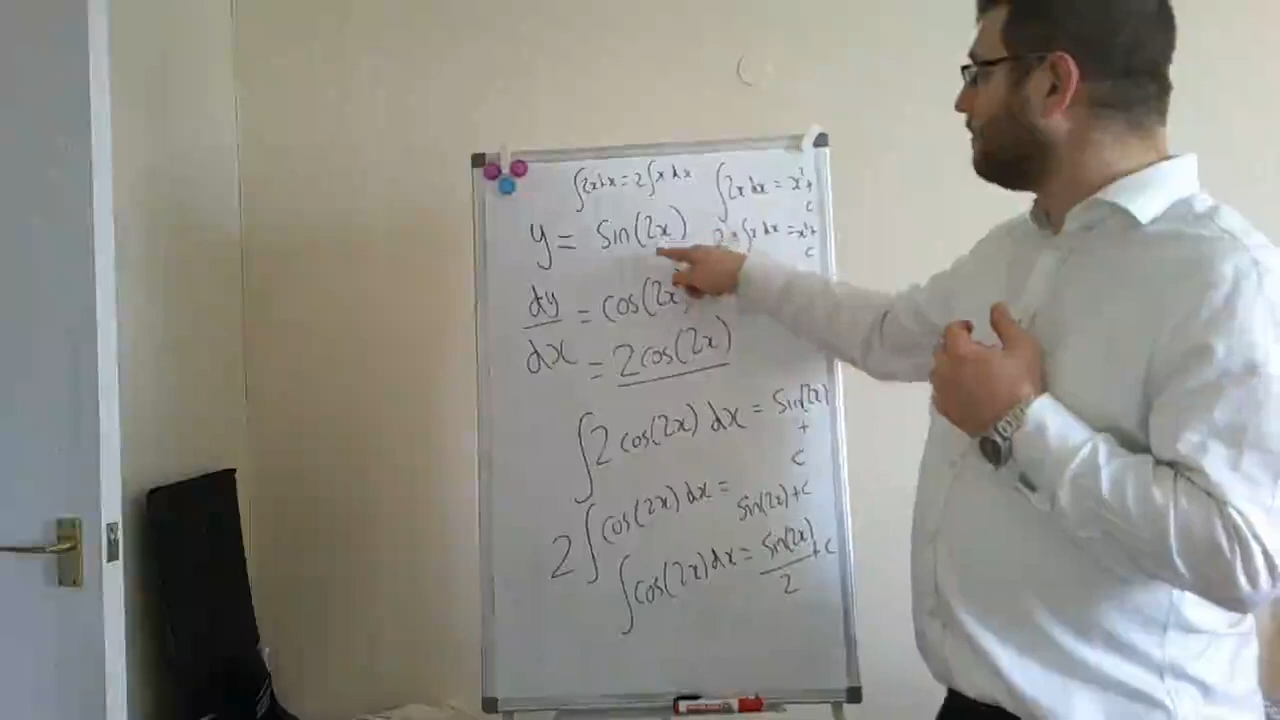 ∫2x dx = 2∫x dx
∫2x dx = x² + c
y = sin(2x)
∫x dx = x² + c
dy/dx = cos(2x)
= 2cos(2x)
∫2 cos(2x) dx = sin(2x) + c
2∫cos(2x) dx = sin(2x) + c
∫cos(2x) dx = sin(2x)/2 + c